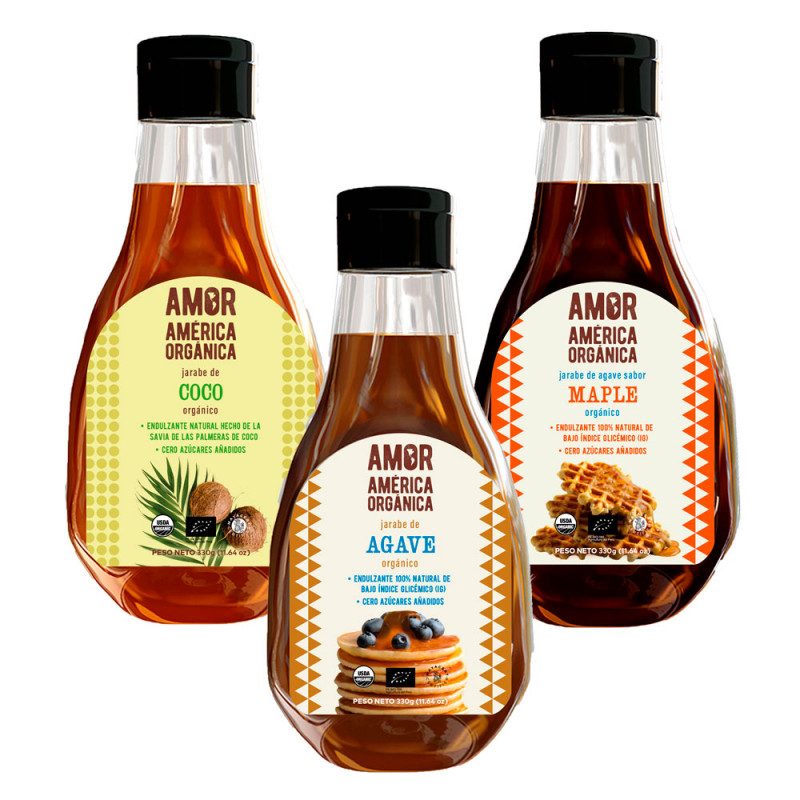 AMOR
AMÉRICA
ORGÁNICA
jarabe de
COCO
orgánico
• ENDULZANTE NATURAL HECHO DE LA
SAVIA DE LAS PALMERAS DE COCO
• CERO AZÚCARES AÑADIDOS
USDA
ORGANIC
PESO NETO 330g (11.64 oz)
AMOR
AMÉRICA
ORGÁNICA
jarabe de
AGAVE
orgánico
• ENDULZANTE 100% NATURAL DE
BAJO ÍNDICE GLICÉMICO (IG)
• CERO AZÚCARES AÑADIDOS
USDA
ORGANIC
PESO NETO 330g (11.64 oz)
AMOR
AMÉRICA
ORGÁNICA
jarabe de agave sabor
MAPLE
orgánico
• ENDULZANTE 100% NATURAL DE
BAJO ÍNDICE GLICÉMICO (IG)
• CERO AZÚCARES AÑADIDOS
USDA
ORGANIC
PESO NETO 330g (11.64 oz)